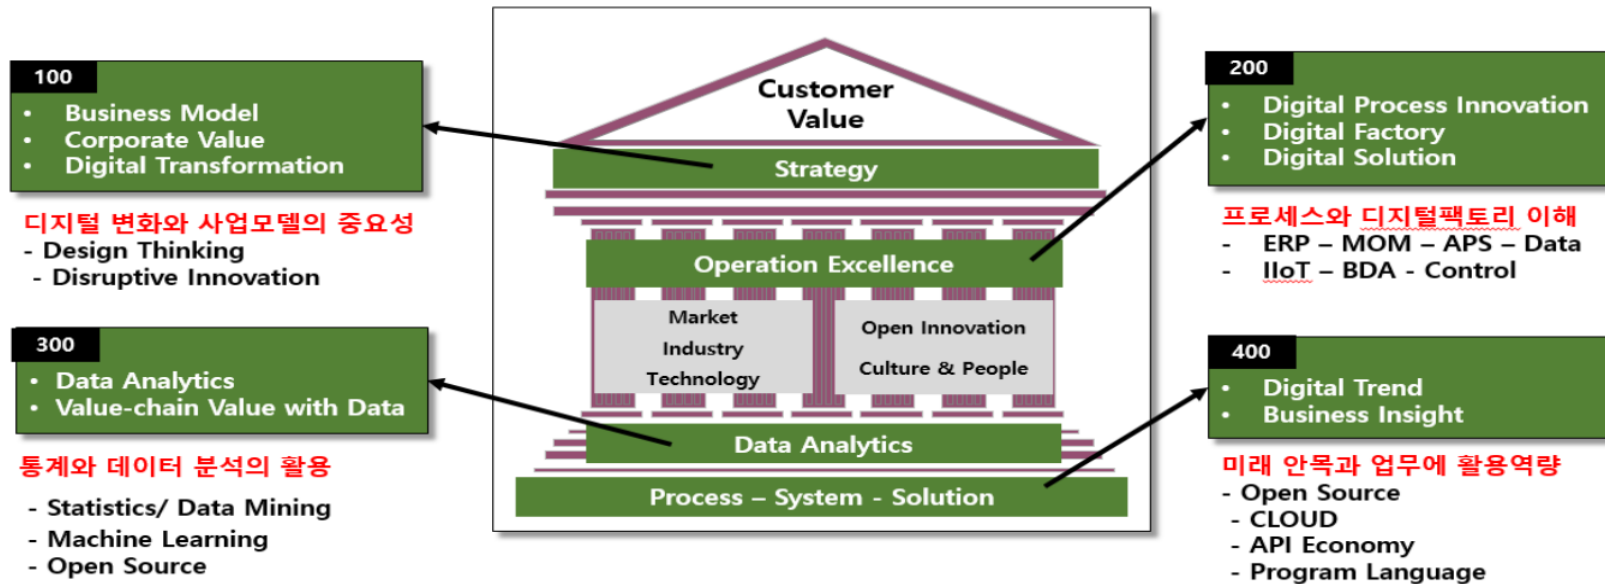 100
• Business Model
• Corporate Value
• Digital Transformation
디지털 변화와 사업모델의 중요성
- Design Thinking
- Disruptive Innovation
300
• Data Analytics
• Value-chain Value with Data
통계와 데이터 분석의 활용
- Statistics/ Data Mining
- Machine Learning
- Open Source
Customer
Value
Strategy
Operation Excellence
Market
Industry
Technology
Open Innovation
Culture & People
Data Analytics
Process – System - Solution
200
• Digital Process Innovation
• Digital Factory
• Digital Solution
프로세스와 디지털팩토리 이해
- ERP – MOM – APS – Data
- IIoT – BDA - Control
400
• Digital Trend
• Business Insight
미래 안목과 업무에 활용역량
- Open Source
- CLOUD
- API Economy
- Program Language